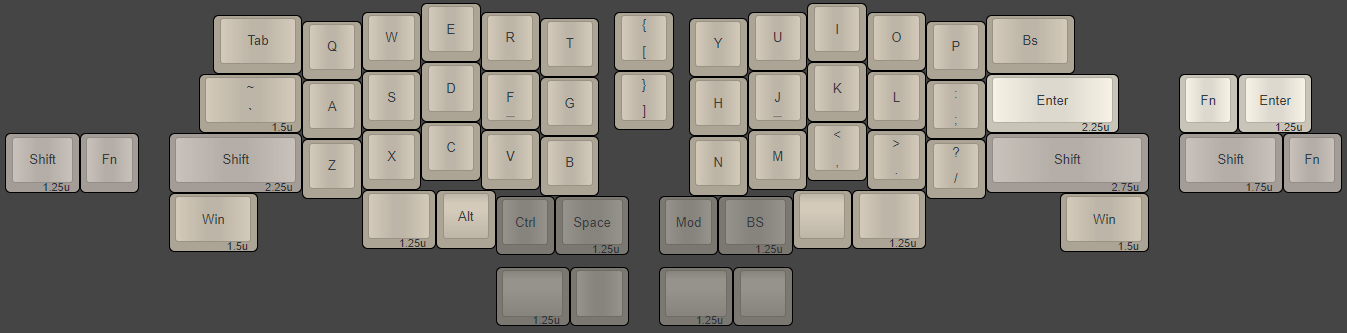 Tab Q W E R T { Y U I O P Bs
[
~ A S D F G } H J K L : Enter Fn Enter
` _ ] _ ;
1.5u 2.25u 1.25u
Shift Fn Shift Z X C V B N M < > ? Shift Shift Fn
, . /
1.25u 2.25u 2.75u 1.75u
Win Alt Ctrl Space Mod BS Win
1.5u 1.25u 1.25u 1.25u 1.25u 1.5u
1.25u 1.25u